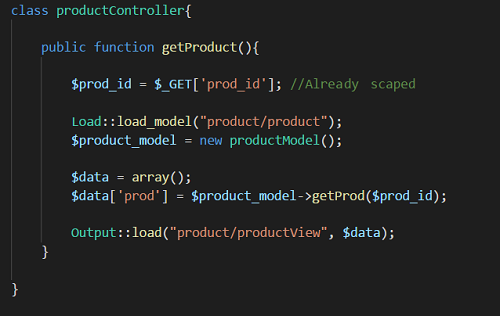 class productController{
public function getProduct(){
$prod_id = $_GET['prod_id']; //Already scaped
Load::load_model("product/product");
$product_model = new productModel();
$data = array();
$data['prod'] = $product_model->getProd($prod_id);
Output::load("product/productView", $data);
}
}